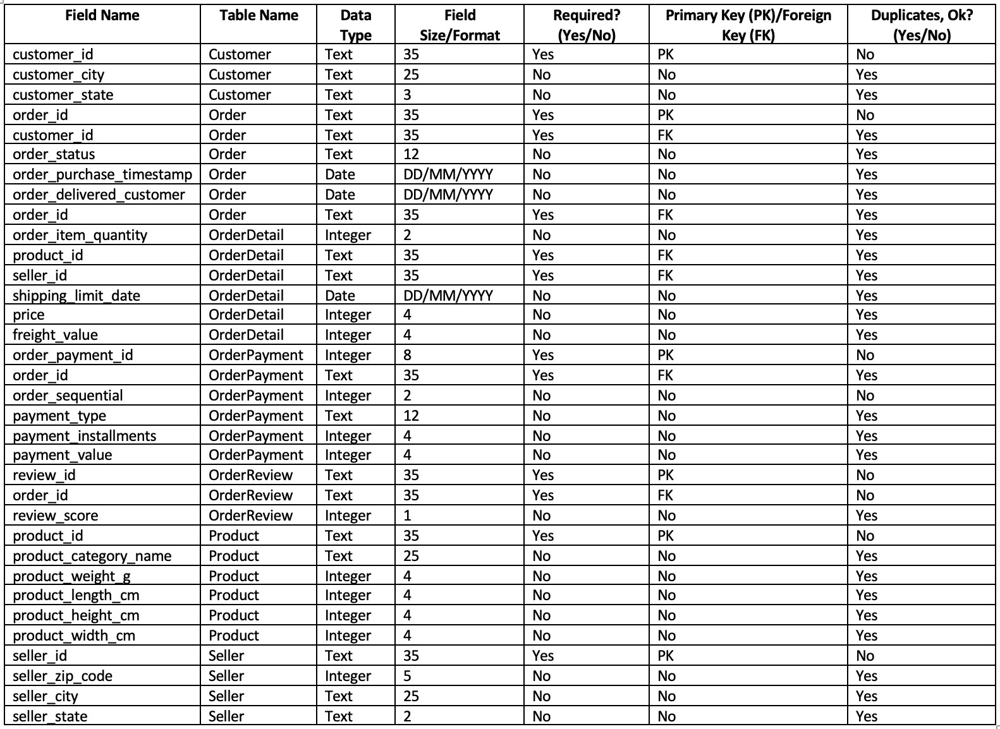 Field Name Table Name Data Type Field Size/Format Required? (Yes/No) Primary Key (PK)/Foreign Key (FK) Duplicates, Ok? (Yes/No)
customer_id Customer Text 35 Yes PK No
customer_city Customer Text 25 No No Yes
customer_state Customer Text 3 No No Yes
order_id Order Text 35 Yes PK No
customer_id Order Text 35 Yes FK Yes
order_status Order Text 12 No No Yes
order_purchase_timestamp Order Date DD/MM/YYYY No No Yes
order_delivered_customer Order Date DD/MM/YYYY No No Yes
order_id Order Text 35 Yes FK Yes
order_item_quantity OrderDetail Integer 2 No No Yes
product_id OrderDetail Text 35 Yes FK Yes
seller_id OrderDetail Text 35 Yes FK Yes
shipping_limit_date OrderDetail Date DD/MM/YYYY No No Yes
price OrderDetail Integer 4 No No Yes
freight_value OrderDetail Integer 4 No No Yes
order_payment_id OrderPayment Integer 8 Yes PK No
order_id OrderPayment Text 35 Yes FK Yes
order_sequential OrderPayment Integer 2 No No No
payment_type OrderPayment Text 12 No No Yes
payment_installments OrderPayment Integer 4 No No Yes
payment_value OrderPayment Integer 4 No No Yes
review_id OrderReview Text 35 Yes PK No
order_id OrderReview Text 35 Yes FK No
review_score OrderReview Integer 1 No No Yes
product_id Product Text 35 Yes PK No
product_category_name Product Text 25 No No Yes
product_weight_g Product Integer 4 No No Yes
product_length_cm Product Integer 4 No No Yes
product_height_cm Product Integer 4 No No Yes
product_width_cm Product Integer 4 No No Yes
seller_id Seller Text 35 Yes PK No
seller_zip_code Seller Integer 5 No No Yes
seller_city Seller Text 25 No No Yes
seller_state Seller Text 2 No No Yes